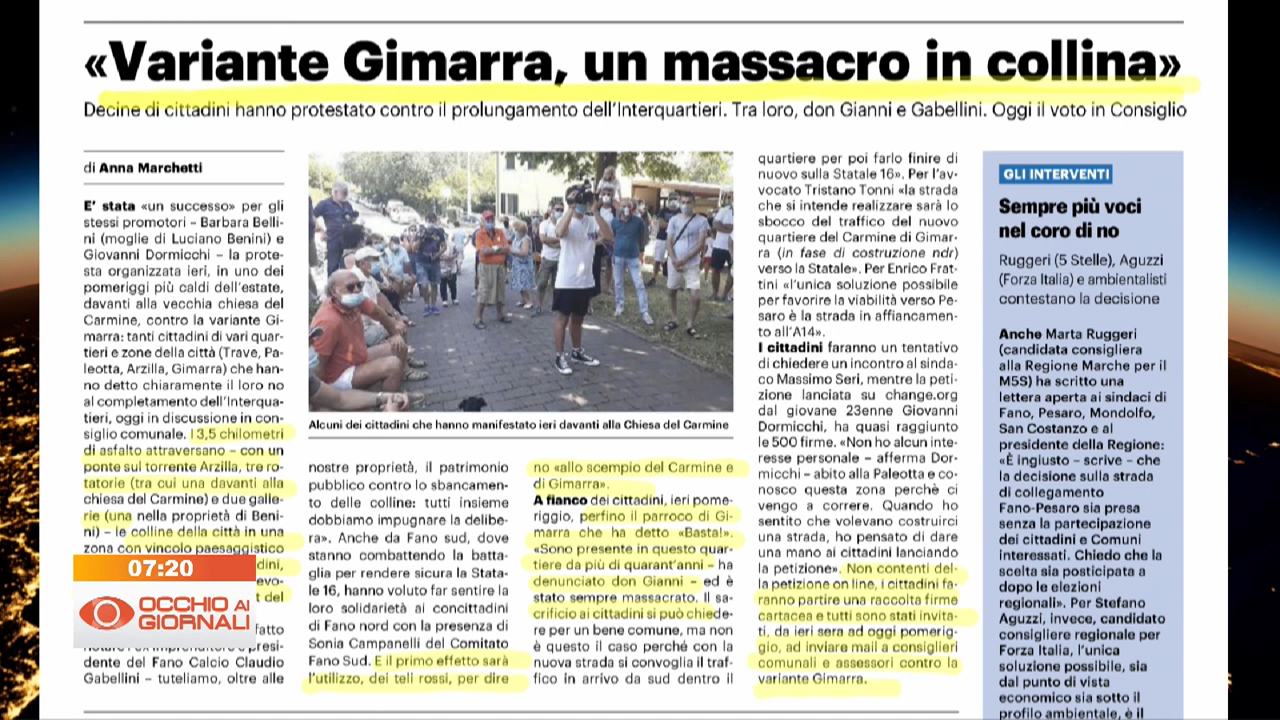 «Variante Gimarra, un massacro in collina»
Decine di cittadini hanno protestato contro il prolungamento dell'Interquartieri. Tra loro, don Gianni e Gabellini. Oggi il voto in Consiglio
di Anna Marchetti
E' stata «un successo» per gli
stessi promotori – Barbara Belli-
ni (moglie di Luciano Benini) e
Giovanni Dormicchi – la prote-
sta organizzata ieri, in uno dei
pomeriggi più caldi dell'estate,
davanti alla vecchia chiesa del
Carmine, contro la variante Gi-
marra: tanti cittadini di vari quar-
tieri e zone della città (Trave, Pa-
leotta, Arzilla, Gimarra) che han-
no detto chiaramente il loro no
al completamento dell'Interqua-
tieri, oggi in discussione in con-
siglio comunale. I 3,5 chilometri
di asfalto attraversano – con un
ponte sul torrente Arzilla, tre ro-
tatorie (tra cui una davanti alla
chiesa del Carmine) e due galle-
rie (una nella proprietà di Beni-
ni) – le colline della città in una
zona con vincolo paesaggistico
dini,
evo-
t del
07:20
OCCHIO AI
GIORNALI
fatto
presi-
dente del Fano Calcio Claudio
Gabellini – tuteliamo, oltre alle
Alcuni dei cittadini che hanno manifestato ieri davanti alla Chiesa del Carmine
nostre proprietà, il patrimonio
pubblico contro lo sbancamen-
to delle colline: tutti insieme
dobbiamo impugnare la delibe-
ra». Anche da Fano sud, dove
stanno combattendo la batta-
glia per rendere sicura la Stata-
le 16, hanno voluto far sentire la
loro solidarietà ai concittadini
di Fano nord con la presenza di
Sonia Campanelli del Comitato
Fano Sud. E il primo effetto sarà
l'utilizzo, dei teli rossi, per dire
no «allo scempio del Carmine e
di Gimarra».
A fianco dei cittadini, ieri pome-
riggio, perfino il parroco di Gi-
marra che ha detto «Basta!».
«Sono presente in questo quar-
tiere da più di quarant'anni – ha
denunciato don Gianni – ed è
stato sempre massacrato. Il sa-
crificio ai cittadini si può chiede-
re per un bene comune, ma non
è questo il caso perché con la
nuova strada si convoglia il traf-
fico in arrivo da sud dentro il
quartiere per poi farlo finire di
nuovo sulla Statale 16». Per l'av-
vocato Tristano Tonni «la strada
che si intende realizzare sarà lo
sbocco del traffico del nuovo
quartiere del Carmine di Gimar-
ra (in fase di costruzione ndr)
verso la Statale». Per Enrico Frat-
tini «l'unica soluzione possibile
per favorire la viabilità verso Pe-
saro è la strada in affiancamen-
to all'A14».
I cittadini faranno un tentativo
di chiedere un incontro al sinda-
co Massimo Seri, mentre la peti-
zione lanciata su change.org
dal giovane 23enne Giovanni
Dormicchi, ha quasi raggiunto
le 500 firme. «Non ho alcun inte-
resse personale – afferma Dor-
micchi – abito alla Paleotta e co-
nosco questa zona perchè ci
vengo a correre. Quando ho
sentito che volevano costruirci
una strada, ho pensato di dare
una mano ai cittadini lanciando
la petizione». Non contenti del-
la petizione on line, i cittadini fa-
ranno partire una raccolta firme
cartacea e tutti sono stati invita-
ti, da ieri sera ad oggi pomerig-
gio, ad inviare mail a consiglieri
comunali e assessori contro la
variante Gimarra.
GLI INTERVENTI
Sempre più voci
nel coro di no
Ruggeri (5 Stelle), Aguzzi
(Forza Italia) e ambientalisti
contestano la decisione
Anche Marta Ruggeri
(candidata consigliera
alla Regione Marche per il
M5S) ha scritto una
lettera aperta ai sindaci di
Fano, Pesaro, Mondolfo,
San Costanzo e al
presidente della Regione:
«È ingiusto – scrive – che
la decisione sulla strada
di collegamento
Fano-Pesaro sia presa
senza la partecipazione
dei cittadini e Comuni
interessati. Chiedo che la
scelta sia posticipata a
dopo le elezioni
regionali». Per Stefano
Aguzzi, invece, candidato
consigliere regionale per
Forza Italia, l'unica
soluzione possibile, sia
dal punto di vista
economico sia sotto il
profilo ambientale, è il